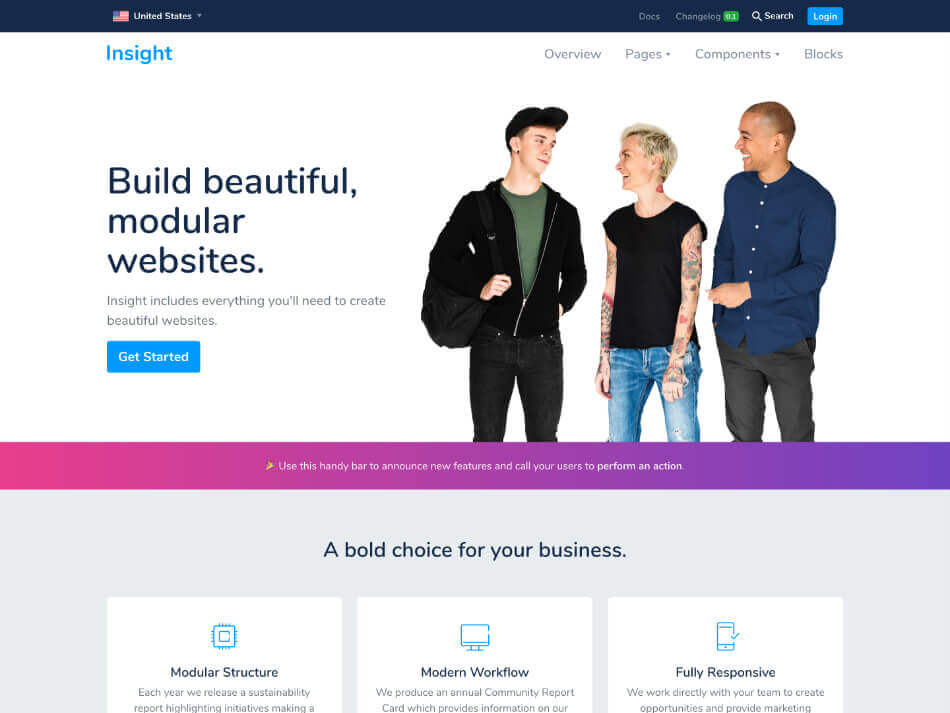 United States
Docs
Changelog 0.1
Search
Login
Insight
Overview
Pages
Components
Blocks
Build beautiful,
modular
websites.
Insight includes everything you'll need to create
beautiful websites.
Get Started
Use this handy bar to announce new features and call your users to perform an action.
A bold choice for your business.
Modular Structure
Each year we release a sustainability
report highlighting initiatives making a
Modern Workflow
We produce an annual Community Report
Card which provides information on our
Fully Responsive
We work directly with your team to create
opportunities and provide marketing